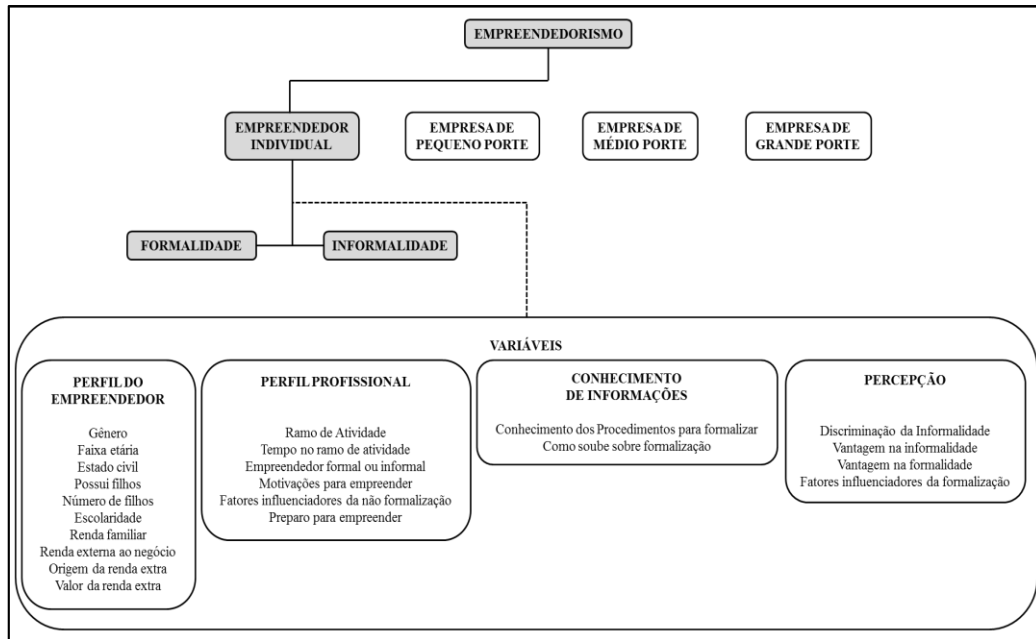 EMPREENDEDORISMO
EMPREENDEDOR
INDIVIDUAL
EMPRESA DE
PEQUENO PORTE
EMPRESA DE
MÉDIO PORTE
EMPRESA DE
GRANDE PORTE
FORMALIDADE
INFORMALIDADE
VARIÁVEIS
PERFIL DO
EMPREENDEDOR
Gênero
Faixa etária
Estado civil
Possui filhos
Número de filhos
Escolaridade
Renda familiar
Renda externa ao negócio
Origem da renda extra
Valor da renda extra
PERFIL PROFISSIONAL
Ramo de Atividade
Tempo no ramo de atividade
Empreendedor formal ou informal
Motivações para empreender
Fatores influenciadores da não formalização
Preparo para empreender
CONHECIMENTO
DE INFORMAÇÕES
Conhecimento dos Procedimentos para formalizar
Como soube sobre formalização
PERCEPÇÃO
Discriminação da Informalidade
Vantagem na informalidade
Vantagem na formalidade
Fatores influenciadores da formalização